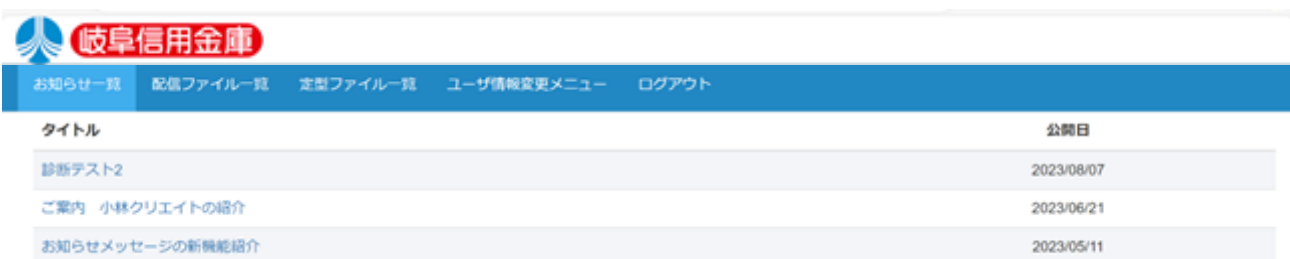 岐阜信用金庫
お知らせ一覧 配信ファイル一覧 定型ファイル一覧 ユーザ情報変更メニュー ログアウト
タイトル 公開日
診断テスト2 2023/08/07
ご案内 小林クリエイトの紹介 2023/06/21
お知らせメッセージの新機能紹介 2023/05/11